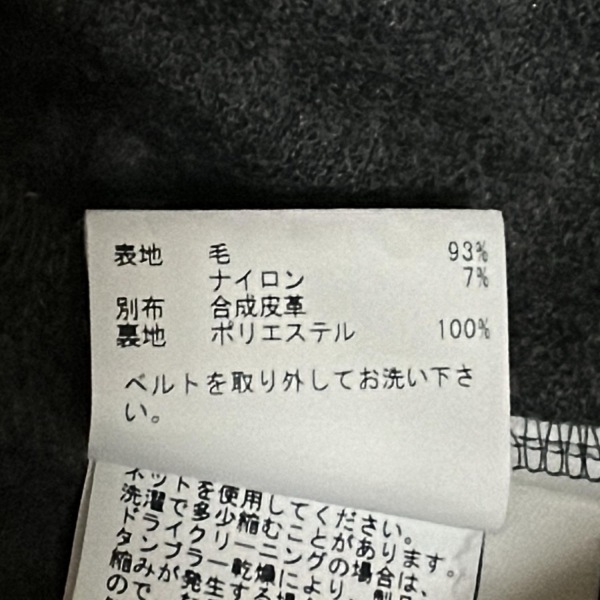 表地 毛 93%
ナイロン 7%
別布 合成皮革
裏地 ポリエステル 100%
ベルトを取り外してお洗い下さ
い。
ネットを使用してください。
洗濯で多少縮むことがあります。
ドライクリーニングの場合は、
タンブラー乾燥により製
縮みが発生する場
ので